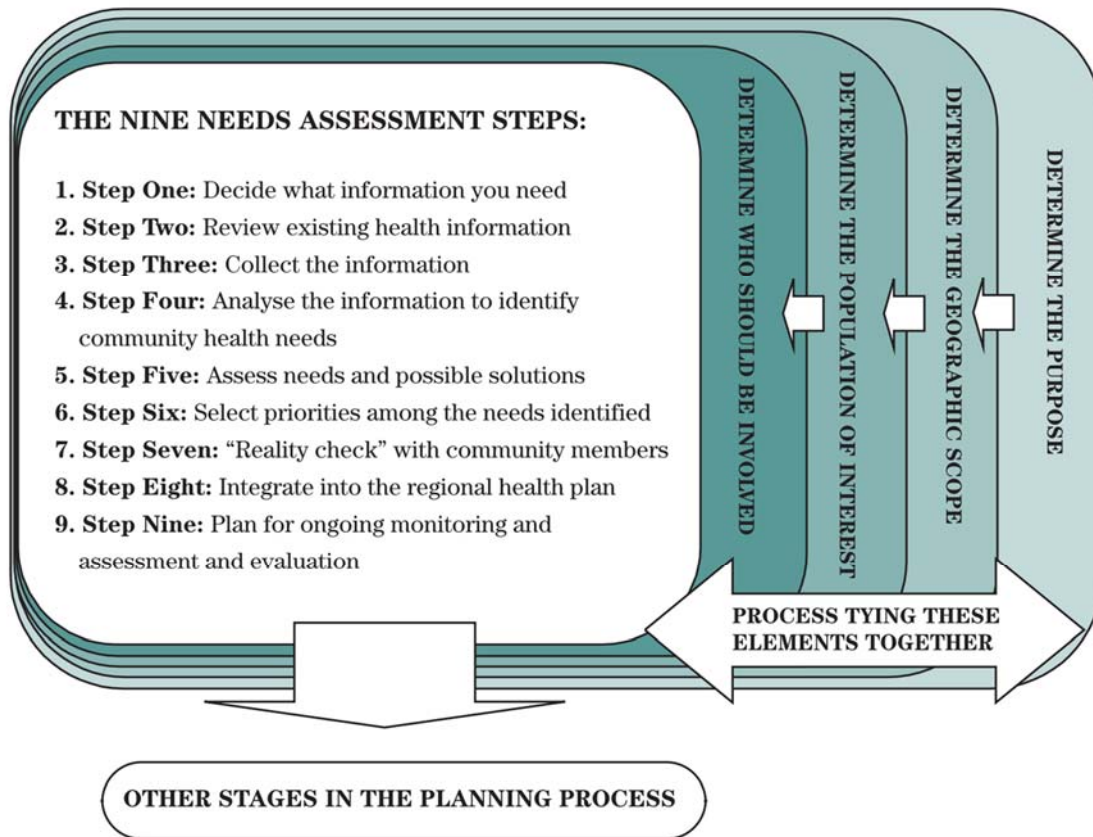 THE NINE NEEDS ASSESSMENT STEPS:
1. Step One: Decide what information you need
2. Step Two: Review existing health information
3. Step Three: Collect the information
4. Step Four: Analyse the information to identify
community health needs
5. Step Five: Assess needs and possible solutions
6. Step Six: Select priorities among the needs identified
7. Step Seven: “Reality check” with community members
8. Step Eight: Integrate into the regional health plan
9. Step Nine: Plan for ongoing monitoring and
assessment and evaluation
DETERMINE WHO SHOULD BE INVOLVED
DETERMINE THE POPULATION OF INTEREST
DETERMINE THE GEOGRAPHIC SCOPE
DETERMINE THE PURPOSE
PROCESS TYING THESE
ELEMENTS TOGETHER
OTHER STAGES IN THE PLANNING PROCESS